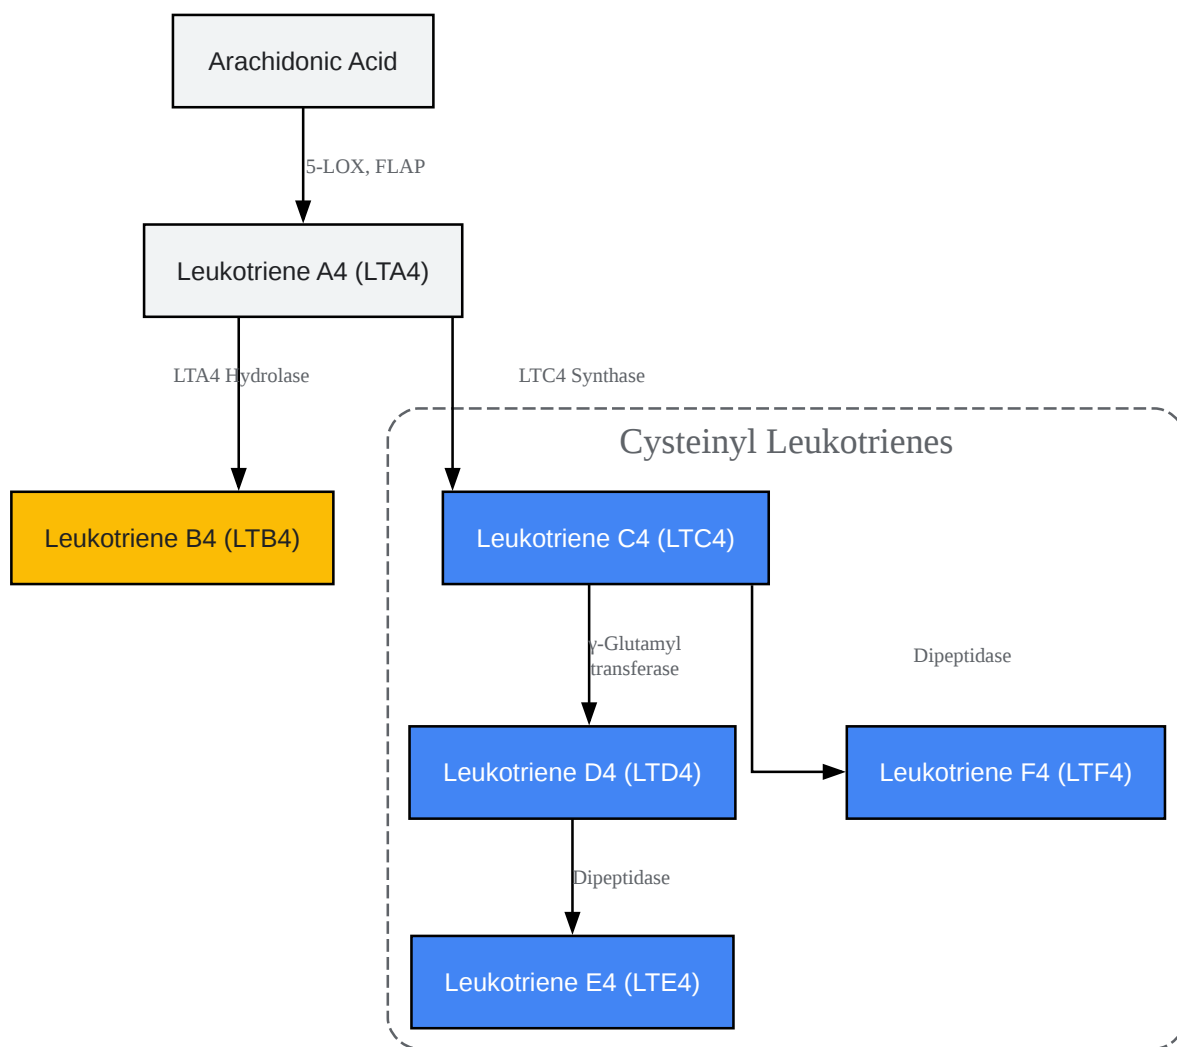 Arachidonic Acid
5-LOX, FLAP
Leukotriene A4 (LTA4)
LTA4 Hydrolase
LTC4 Synthase
Cysteinyl Leukotrienes
Leukotriene B4 (LTB4)
Leukotriene C4 (LTC4)
γ-Glutamyl
transferase
Dipeptidase
Leukotriene D4 (LTD4)
Leukotriene F4 (LTF4)
Dipeptidase
Leukotriene E4 (LTE4)